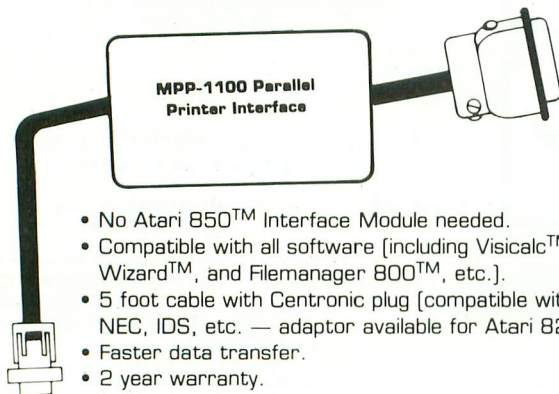 MPP-1100 Parallel
Printer Interface
• No Atari 850™ Interface Module needed.
• Compatible with all software (including Visicalc™
Wizard™, and Filemanager 800™, etc.).
• 5 foot cable with Centronic plug (compatible
NEC, IDS, etc. — adaptor available for Atari
• Faster data transfer.
• 2 year warranty.